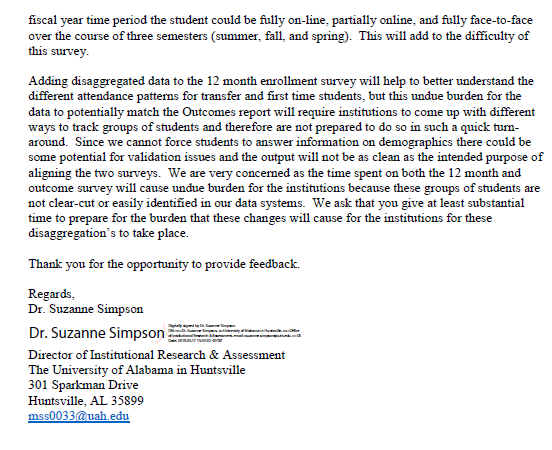 fiscal year time period the student could be fully on-line, partially online, and fully face-to-face
over the course of three semesters (summer, fall, and spring).  This will add to the difficulty of
this survey.
Adding disaggregated data to the 12 month enrollment survey will help to better understand the
different attendance patterns for transfer and first time students, but this undue burden for the
data to potentially match the Outcomes report will require institutions to come up with different
ways to track groups of students and therefore are not prepared to do so in such a quick turn-
around.  Since we cannot force students to answer information on demographics there could be
some potential for validation issues and the output will not be as clean as the intended purpose of
aligning the two surveys.  We are very concerned as the time spent on both the 12 month and
outcome survey will cause undue burden for the institutions because these groups of students are
not clear-cut or easily identified in our data systems.  We ask that you give at least substantial
time to prepare for the burden that these changes will cause for the institutions for these
disaggregation's to take place.
Thank you for the opportunity to provide feedback.
Regards,
Dr. Suzanne Simpson
Dr. Suzanne Simpson
Digitally signed by Dr. Suzanne Simpson
Director of Institutional Research & Assessment
The University of Alabama in Huntsville
301 Sparkman Drive
Huntsville, AL 35899
mss0033@uah.edu